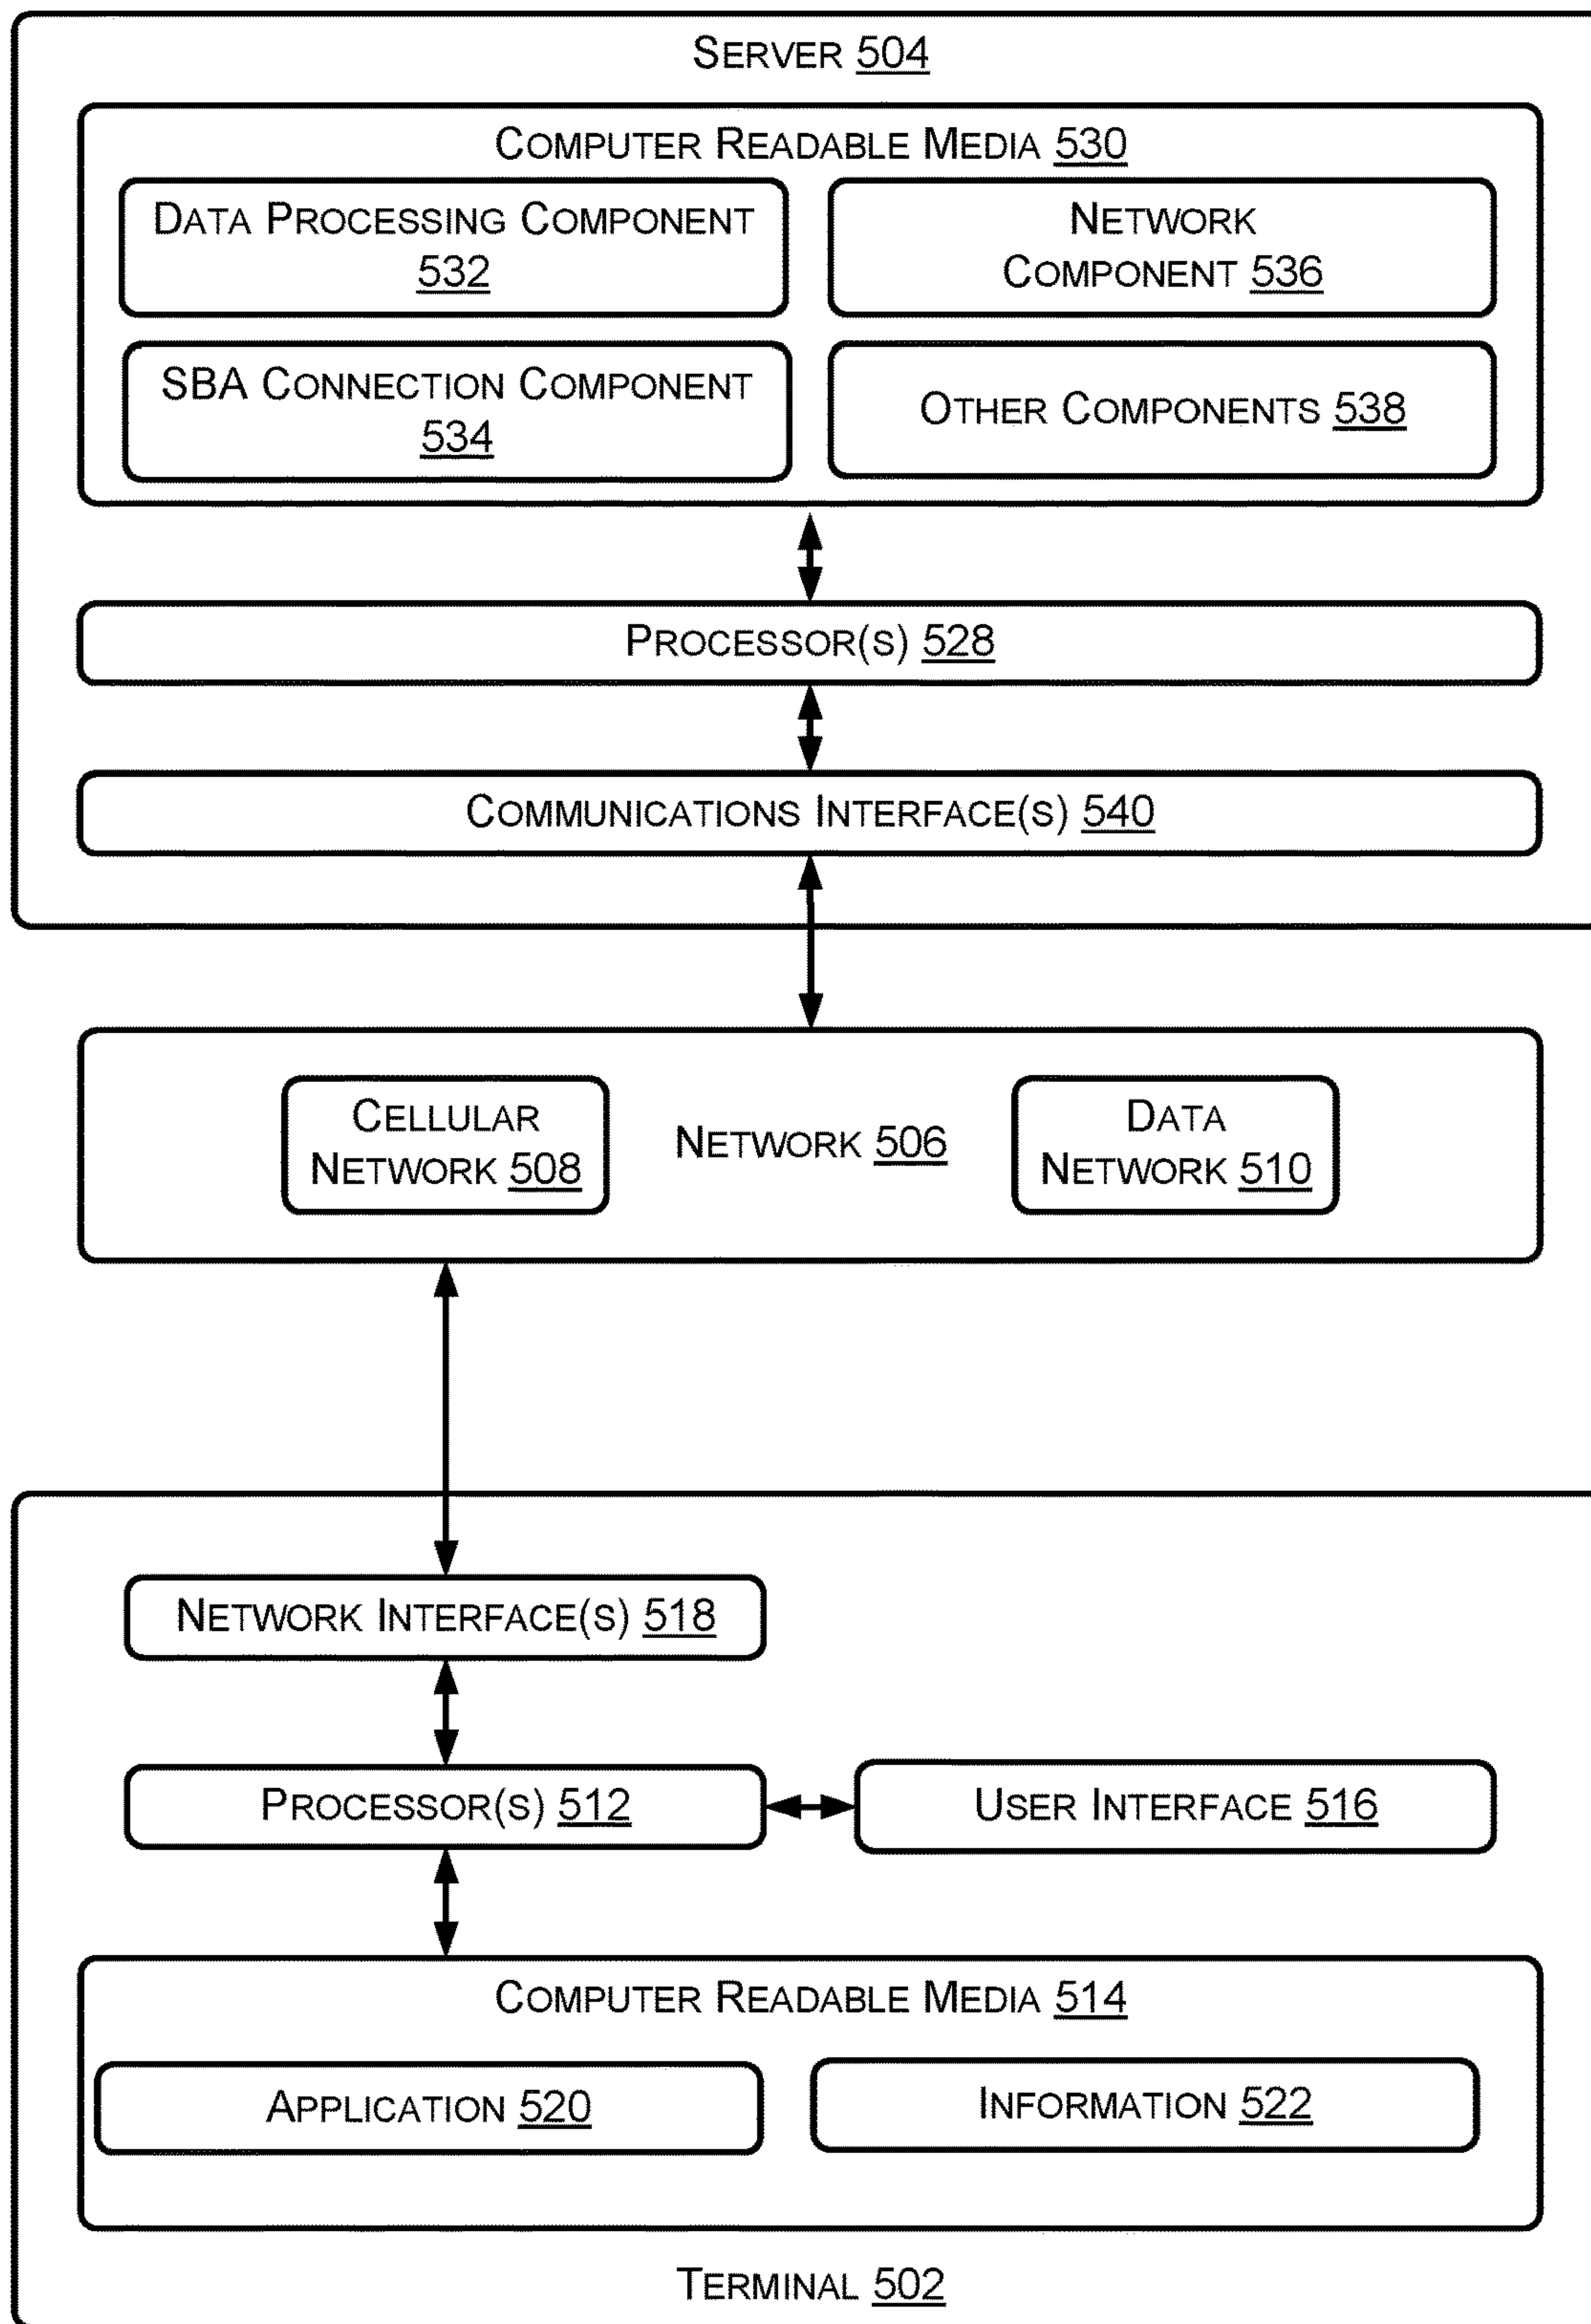 SERVER 504
COMPUTER READABLE MEDIA 530
DATA PROCESSING COMPONENT
532
NETWORK
COMPONENT 536
SBA CONNECTION COMPONENT
534
OTHER COMPONENTS 538
PROCESSOR(S) 528
COMMUNICATIONS INTERFACE(S) 540
CELLULAR
NETWORK 508
NETWORK 506
DATA
NETWORK 510
NETWORK INTERFACE(S) 518
PROCESSOR(S) 512
USER INTERFACE 516
COMPUTER READABLE MEDIA 514
APPLICATION 520
INFORMATION 522
TERMINAL 502